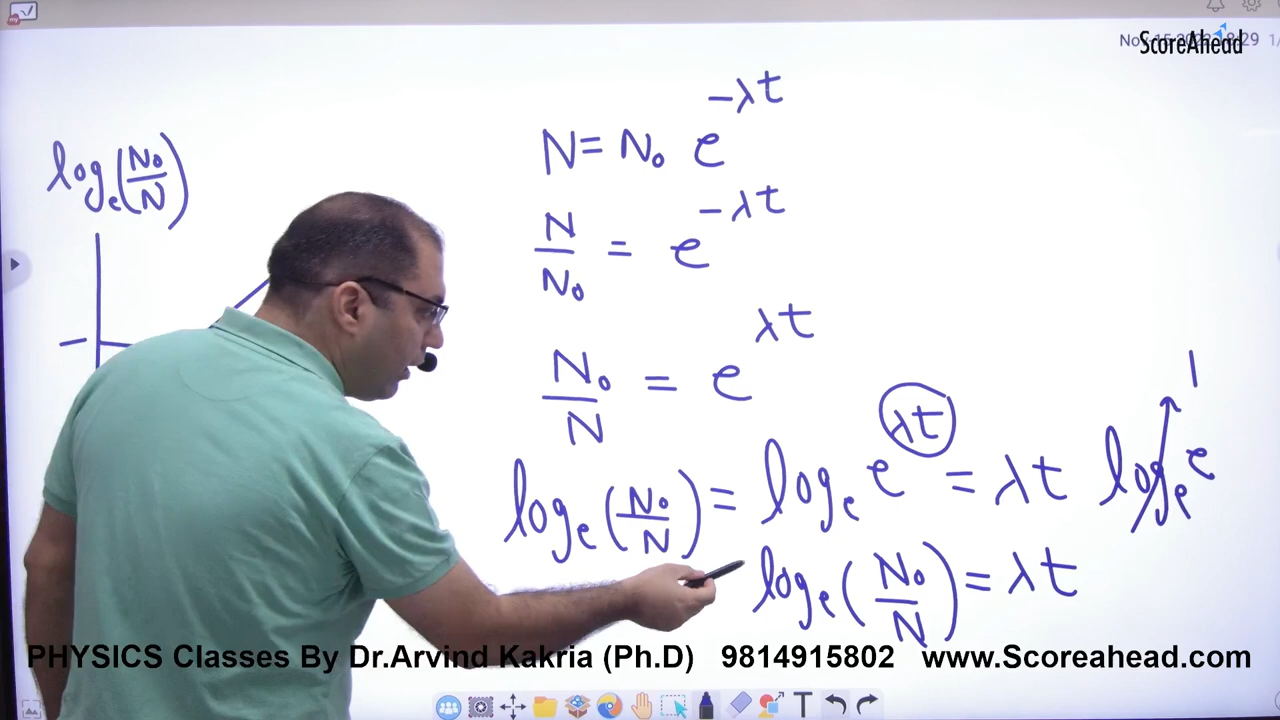 ScoreAhead
log_e(N₀/N)
N = N₀ e^{-λt}
N/N₀ = e^{-λt}
N₀/N = e^{λt}
log_e(N₀/N) = log_e e^{λt} = λt log_e e 1
log_e(N₀/N) = λt
PHYSICS Classes By Dr.Arvind Kakria (Ph.D) 9814915802 www.Scoreahead.com
T